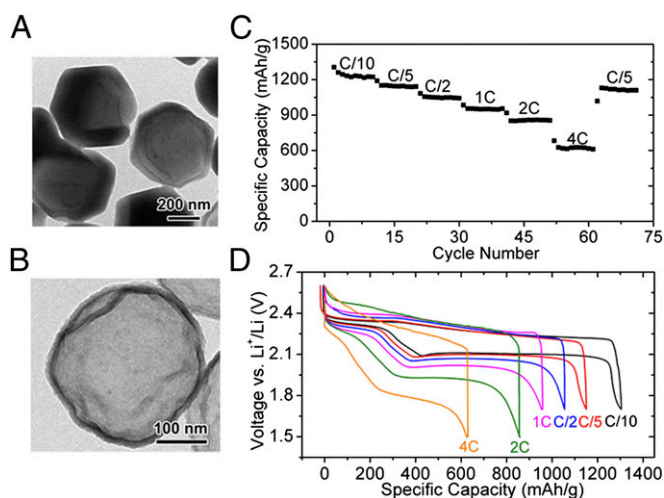 A
200 nm
B
100 nm
C
Specific Capacity (mAh/g)
1500
1200
900
600
300
0
C/10
C/5
C/2
1C
2C
4C
C/5
0 15 30 45 60 75
Cycle Number
D
Voltage vs. Li⁺/Li (V)
2.7
2.4
2.1
1.8
1.5
4C
2C
1C
C/2
C/5
C/10
0 200 400 600 800 1000 1200 1400
Specific Capacity (mAh/g)